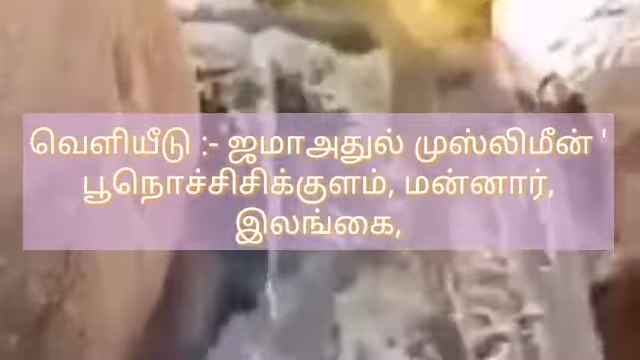 வெளியீடு :- ஜமாஅதுல் முஸ்லிமீன் '
பூநொச்சிசிக்குளம், மன்னார்,
இலங்கை,